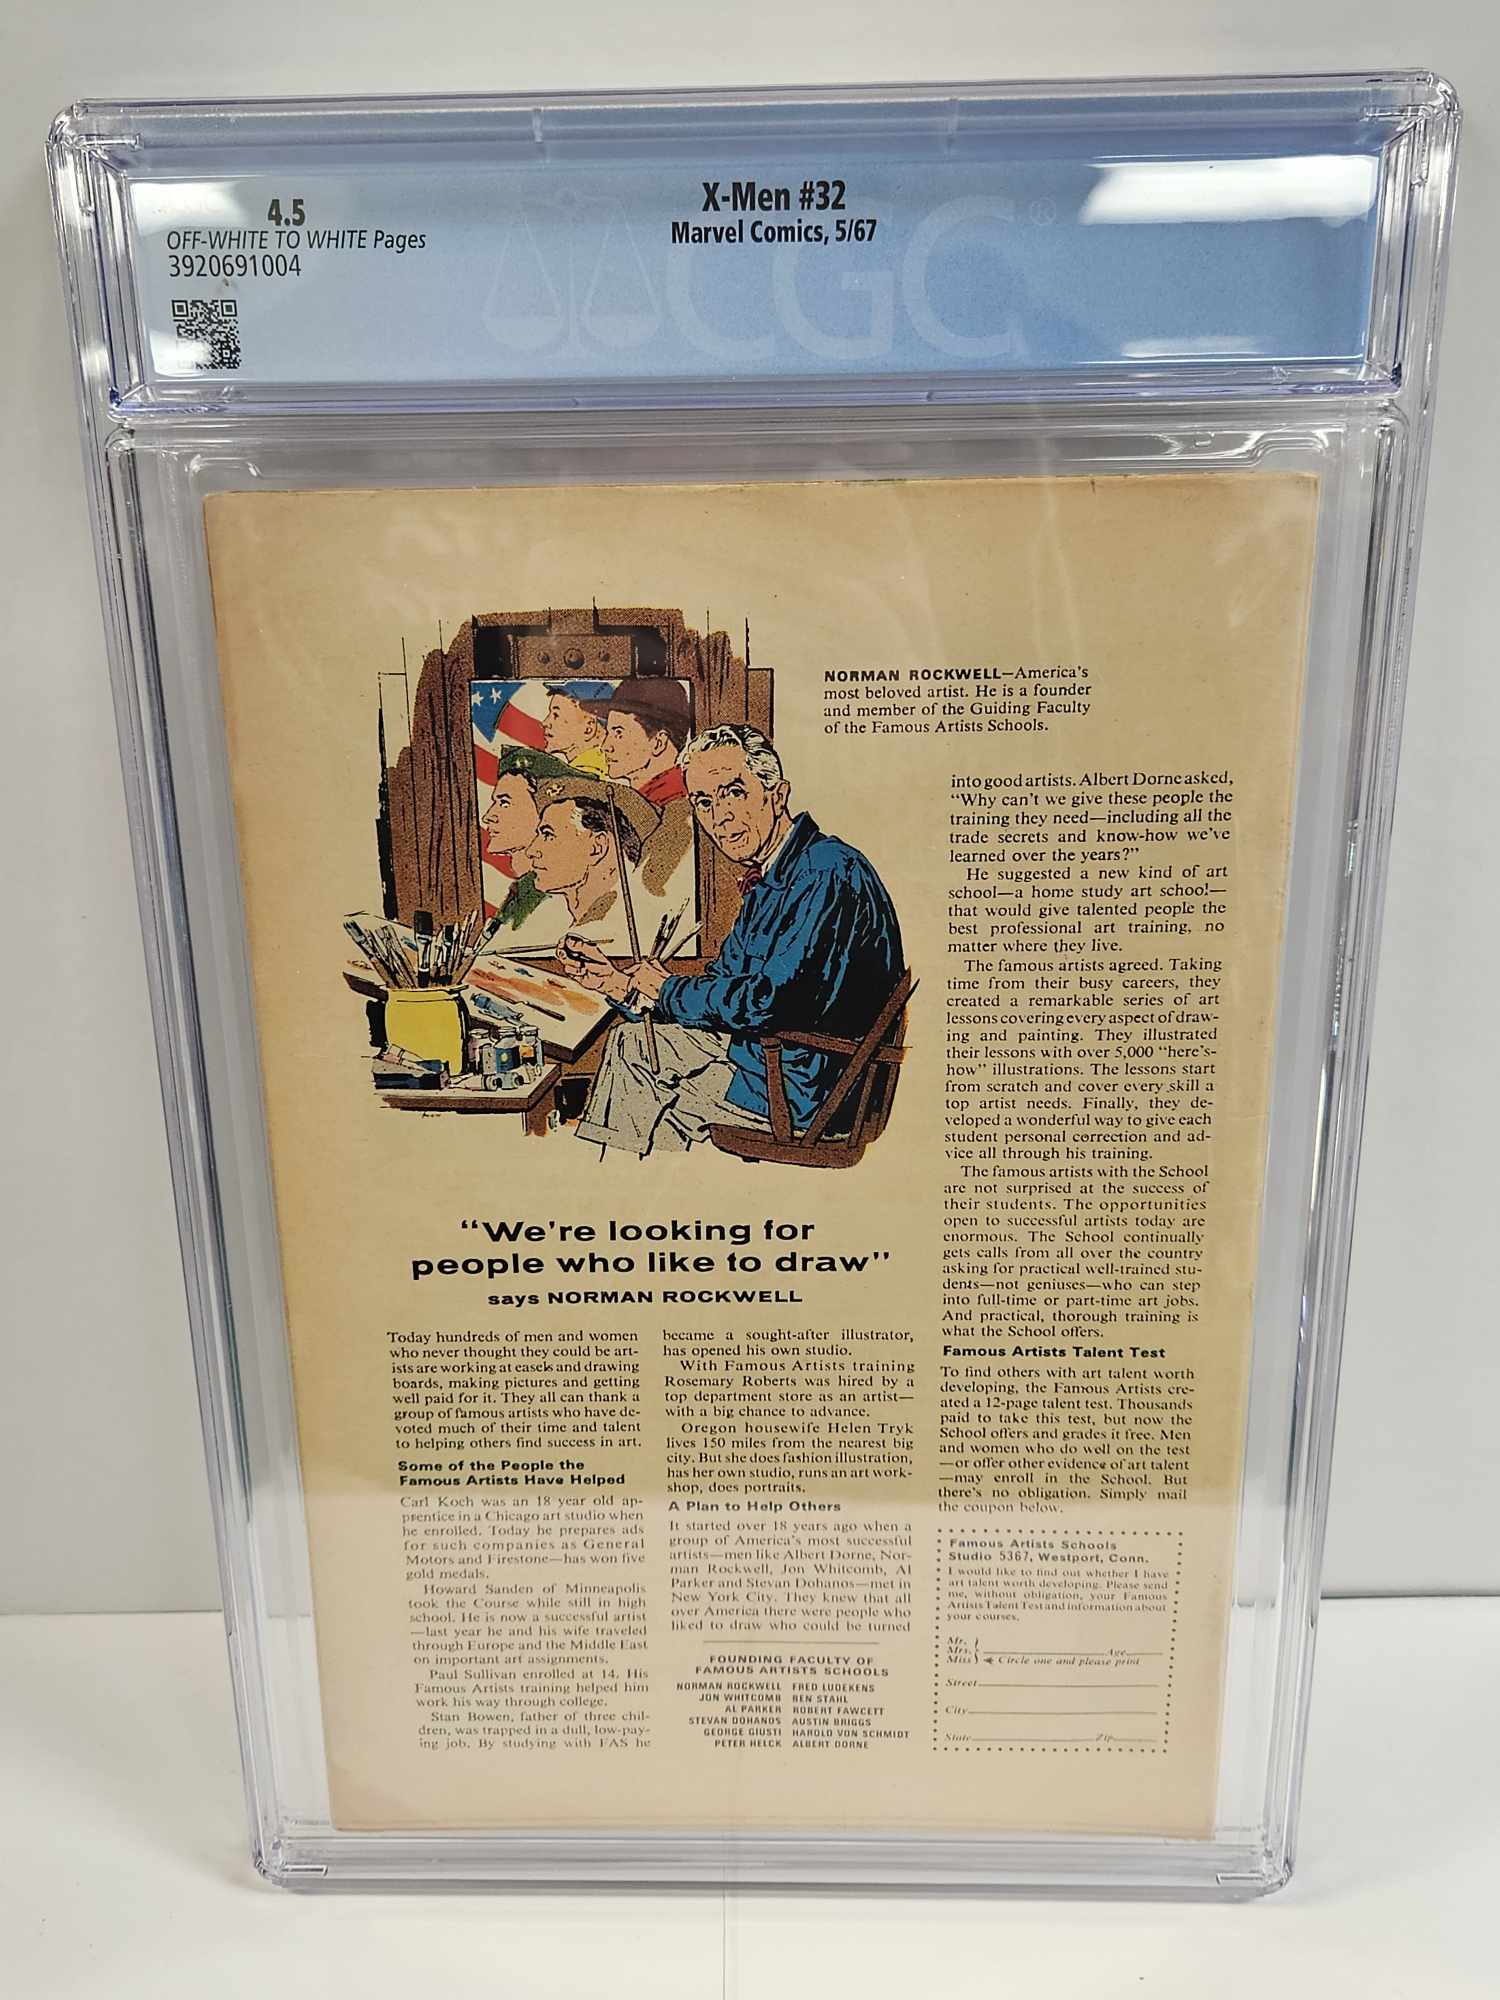 4.5
OFF-WHITE TO WHITE Pages
3920691004
X-Men #32
Marvel Comics, 5/67
CGC®
NORMAN ROCKWELL—America's
most beloved artist. He is a founder
and member of the Guiding Faculty
of the Famous Artists Schools.
"We're looking for
people who like to draw"
says NORMAN ROCKWELL
Today hundreds of men and women
who never thought they could be art-
ists are working at easels and drawing
boards, making pictures and getting
well paid for it. They all can thank a
group of famous artists who have de-
voted much of their time and talent
to helping others find success in art.
Some of the People the
Famous Artists Have Helped
Carl Koch was an 18 year old ap-
prentice in a Chicago art studio when
he enrolled. Today he prepares ads
for such companies as General
Motors and Firestone—has won five
gold medals.
Howard Sanden of Minneapolis
took the Course while still in high
school. He is now a successful artist
—last year he and his wife traveled
through Europe and the Middle East
on important art assignments.
Paul Sullivan enrolled at 14. His
Famous Artists training helped him
work his way through college.
Stan Bowen, father of three chil-
dren, was trapped in a dull, low-pay-
ing job. By studying with FAS he
became a sought-after illustrator,
has opened his own studio.
With Famous Artists training
Rosemary Roberts was hired by a
top department store as an artist—
with a big chance to advance.
Oregon housewife Helen Tryk
lives 150 miles from the nearest big
city. But she does fashion illustration,
has her own studio, runs an art work-
shop, does portraits.
A Plan to Help Others
It started over 18 years ago when a
group of America's most successful
artists—men like Albert Dorne, Nor-
man Rockwell, Jon Whitcomb, Al
Parker and Stevan Dohanos—met in
New York City. They knew that all
over America there were people who
liked to draw who could be turned
FOUNDING FACULTY OF
FAMOUS ARTISTS SCHOOLS
NORMAN ROCKWELL FRED LUDEKENS
JON WHITCOMB BEN STAHL
AL PARKER ROBERT FAWCETT
STEVAN DOHANOS AUSTIN BRIGGS
GEORGE GIUSTI HAROLD VON SCHMIDT
PETER HELCK ALBERT DORNE
into good artists. Albert Dorne asked,
"Why can't we give these people the
training they need—including all the
trade secrets and know-how we've
learned over the years?"
He suggested a new kind of art
school—a home study art school—
that would give talented people the
best professional art training, no
matter where they live.
The famous artists agreed. Taking
time from their busy careers, they
created a remarkable series of art
lessons covering every aspect of draw-
ing and painting. They illustrated
their lessons with over 5,000 "here's-
how" illustrations. The lessons start
from scratch and cover every skill a
top artist needs. Finally, they de-
veloped a wonderful way to give each
student personal correction and ad-
vice all through his training.
The famous artists with the School
are not surprised at the success of
their students. The opportunities
open to successful artists today are
enormous. The School continually
gets calls from all over the country
asking for practical well-trained stu-
dents—not geniuses—who can step
into full-time or part-time art jobs.
And practical, thorough training is
what the School offers.
Famous Artists Talent Test
To find others with art talent worth
developing, the Famous Artists cre-
ated a 12-page talent test. Thousands
paid to take this test, but now the
School offers and grades it free. Men
and women who do well on the test
—or offer other evidence of art talent
—may enroll in the School. But
there's no obligation. Simply mail
the coupon below.
Famous Artists Schools
Studio 5367, Westport, Conn.
I would like to find out whether I have
art talent worth developing. Please send
me, without obligation, your Famous
Artists Talent Test and information about
your courses.
Mr.
Mrs. Age
Miss Circle one and please print
Street
City
State Zip